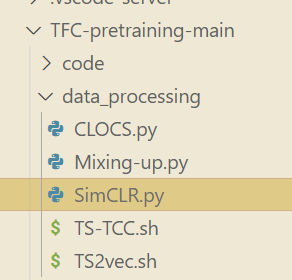 .vscode-server
TFC-pretraining-main
code
data_processing
CLOCS.py
Mixing-up.py
SimCLR.py
$ TS-TCC.sh
$ TS2vec.sh